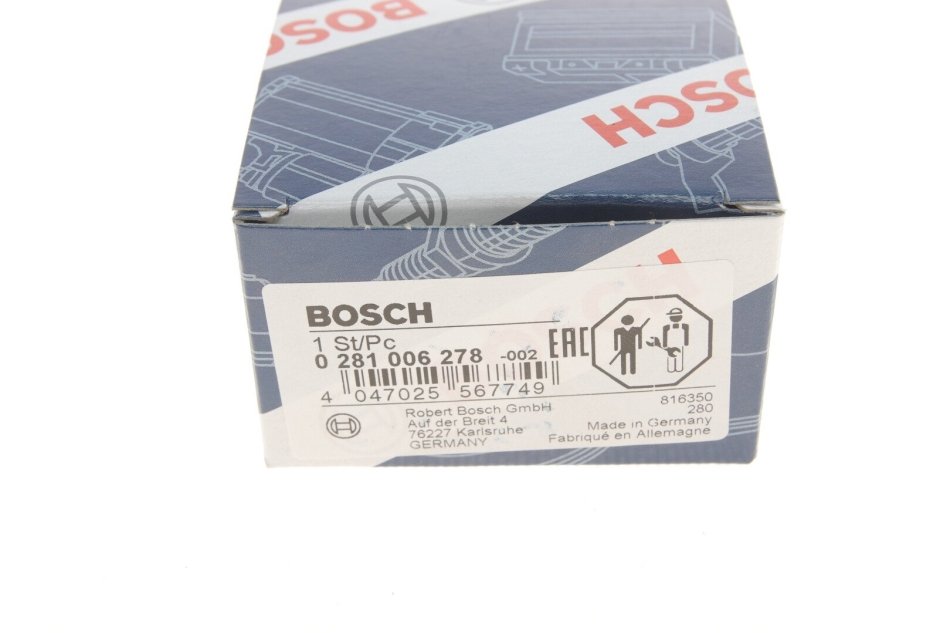 BOSCH
BOSCH
BOSCH
BOSCH
1 St/Pc
0 281 006 278 -002
EAC
4 047025 567749
Robert Bosch GmbH
Auf der Breit 4
76227 Karlsruhe
GERMANY
816350
280
Made in Germany
Fabriqué en Allemagne